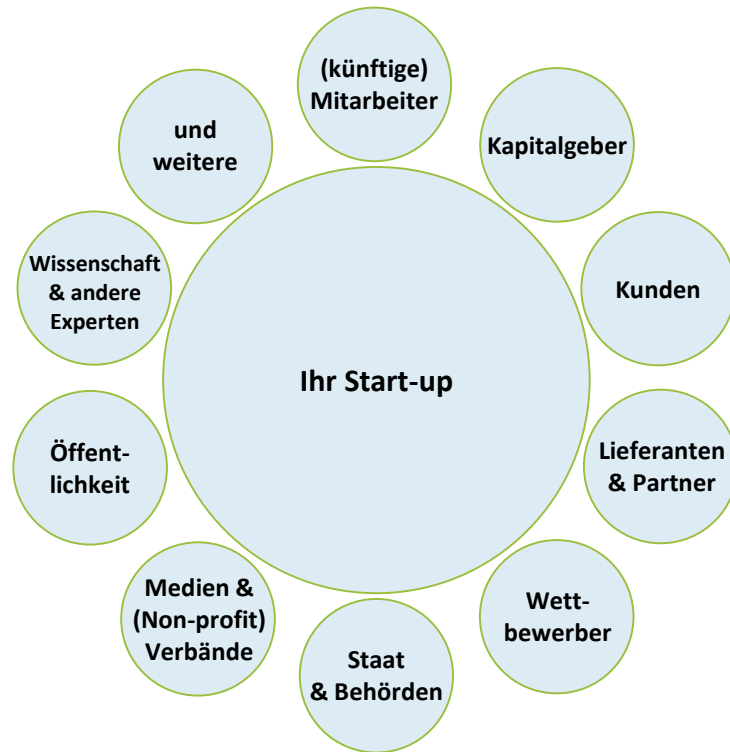 (künftige)
Mitarbeiter
Kapitalgeber
Kunden
Lieferanten
& Partner
Wett-
bewerber
Staat
& Behörden
Medien &
(Non-profit)
Verbände
Öffent-
lichkeit
Wissenschaft
& andere
Experten
und
weitere
Ihr Start-up